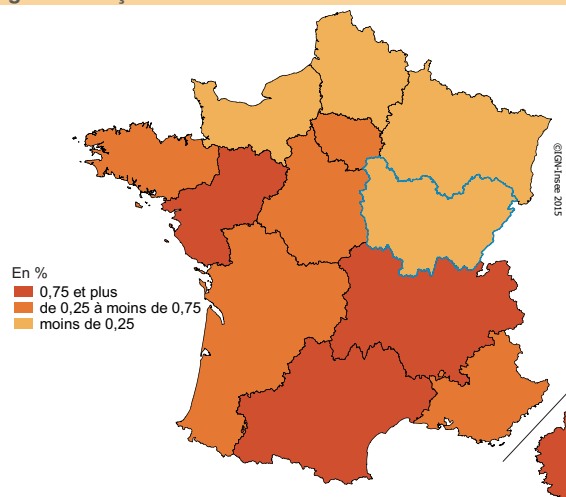 ©IGN-Insee 2015
En %
0,75 et plus
de 0,25 à moins de 0,75
moins de 0,25